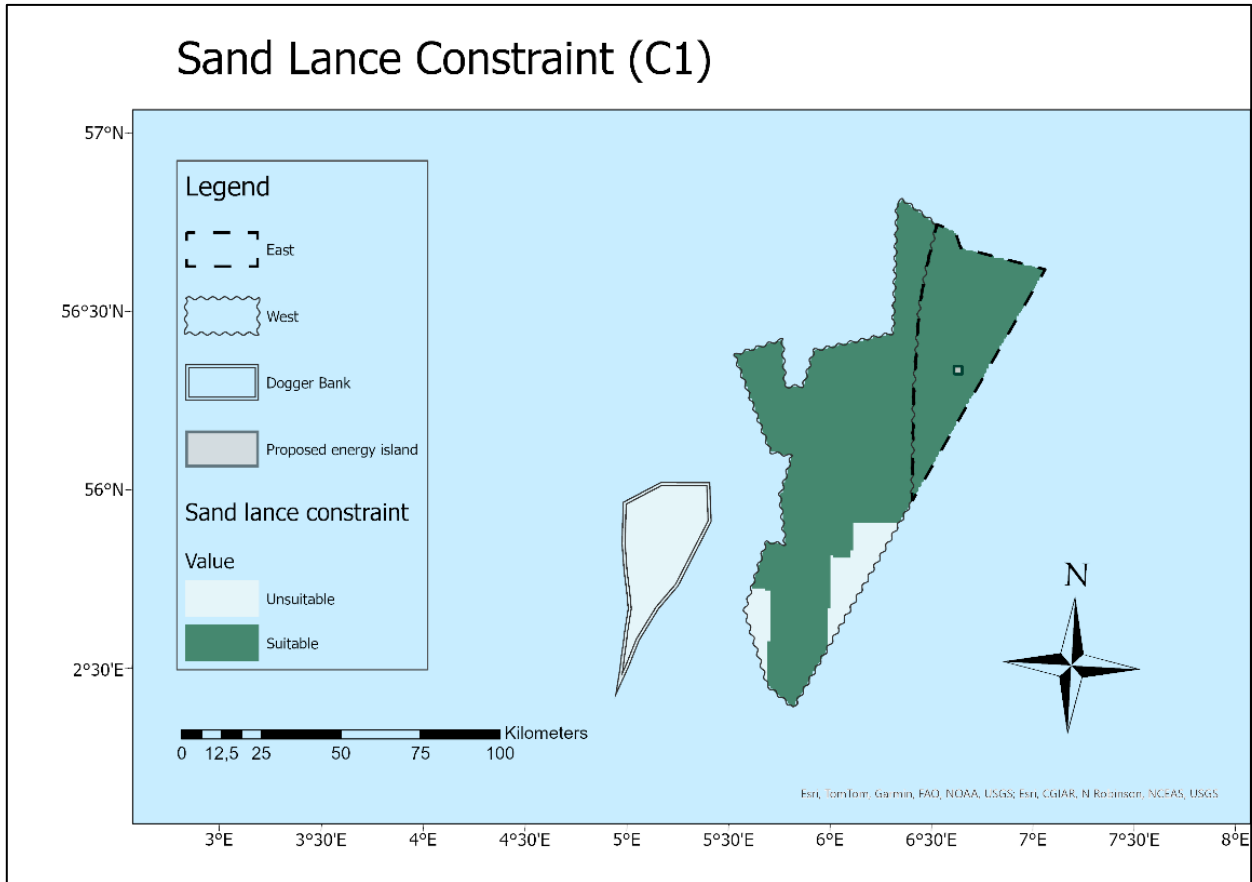 Sand Lance Constraint (C1)
57°N
56°30'N
56°N
2°30'E
Legend
East
West
Dogger Bank
Proposed energy island
Sand lance constraint
Value
Unsuitable
Suitable
N
Kilometers
0 12,5 25 50 75 100
Esri, TomTom, Garmin, FAO, NOAA, USGS; Esri, CGIAR, N Robinson, NCEAS, USGS
3°E 3°30'E 4°E 4°30'E 5°E 5°30'E 6°E 6°30'E 7°E 7°30'E 8°E